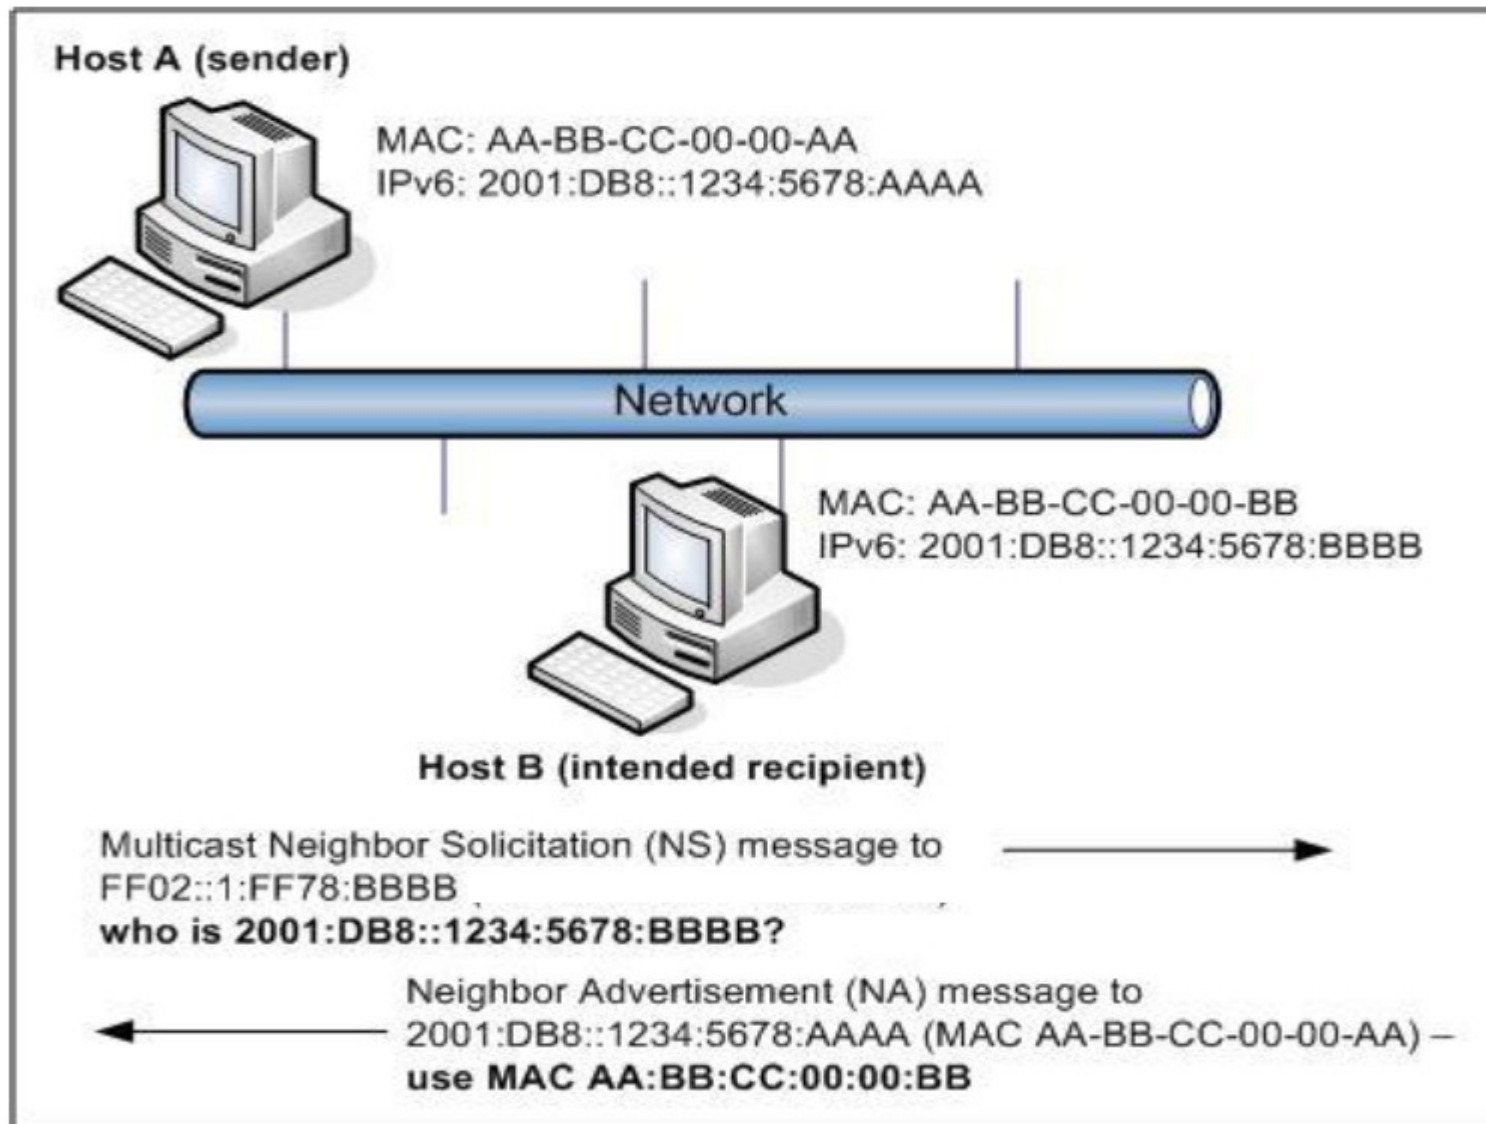 Host A (sender)
MAC: AA-BB-CC-00-00-AA
IPv6: 2001:DB8::1234:5678:AAAA
Network
MAC: AA-BB-CC-00-00-BB
IPv6: 2001:DB8::1234:5678:BBBB
Host B (intended recipient)
Multicast Neighbor Solicitation (NS) message to
FF02::1:FF78:BBBB
who is 2001:DB8::1234:5678:BBBB?
Neighbor Advertisement (NA) message to
2001:DB8::1234:5678:AAAA (MAC AA-BB-CC-00-00-AA) –
use MAC AA:BB:CC:00:00:BB